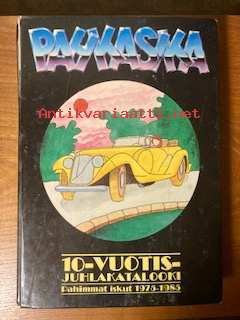 PAHKASIKA
Antikvariaatti.net
10=VUOTIS=
JUHLAKATALOOKI
Pahimmat iskut 1975-1985